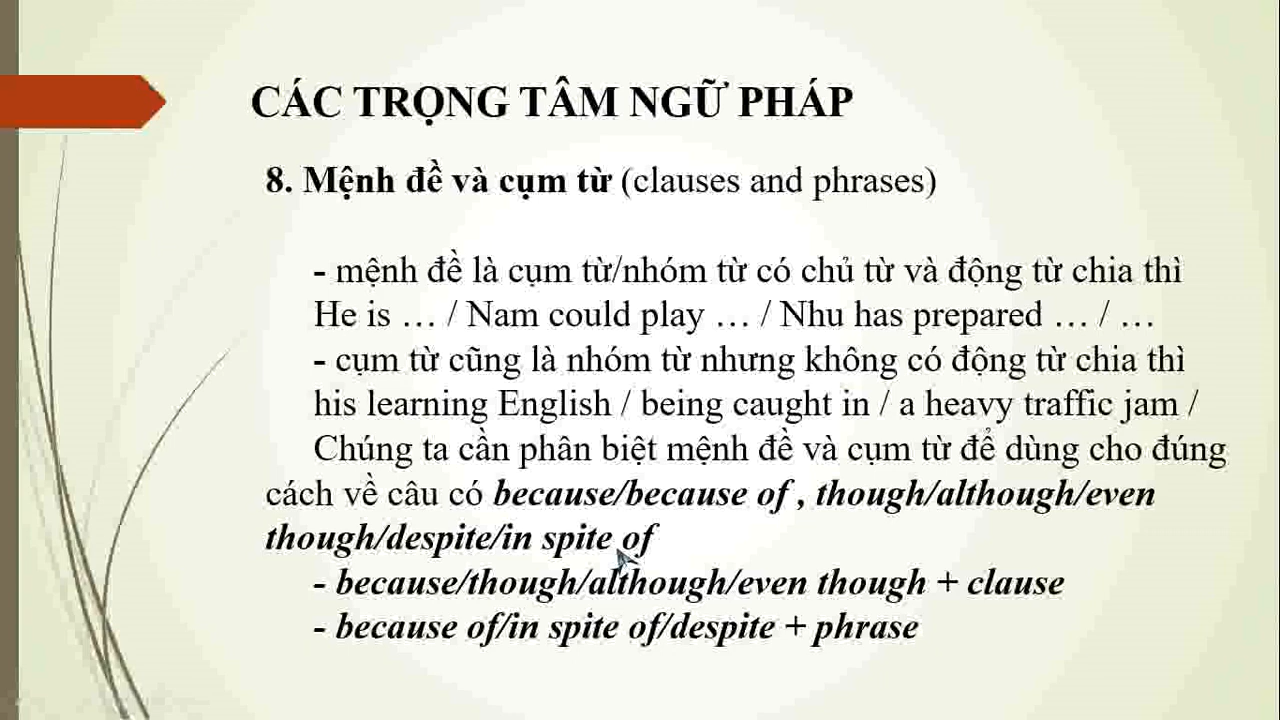 CÁC TRỌNG TÂM NGỮ PHÁP
8. Mệnh đề và cụm từ (clauses and phrases)
- mệnh đề là cụm từ/nhóm từ có chủ từ và động từ chia thì
He is … / Nam could play … / Nhu has prepared … / …
- cụm từ cũng là nhóm từ nhưng không có động từ chia thì
his learning English / being caught in / a heavy traffic jam /
Chúng ta cần phân biệt mệnh đề và cụm từ để dùng cho đúng
cách về câu có because/because of , though/although/even
though/despite/in spite of
- because/though/although/even though + clause
- because of/in spite of/despite + phrase